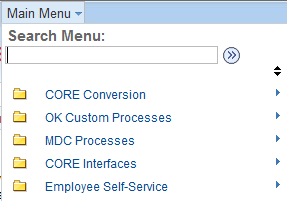 Main Menu
Search Menu:
CORE Conversion
OK Custom Processes
MDC Processes
CORE Interfaces
Employee Self-Service